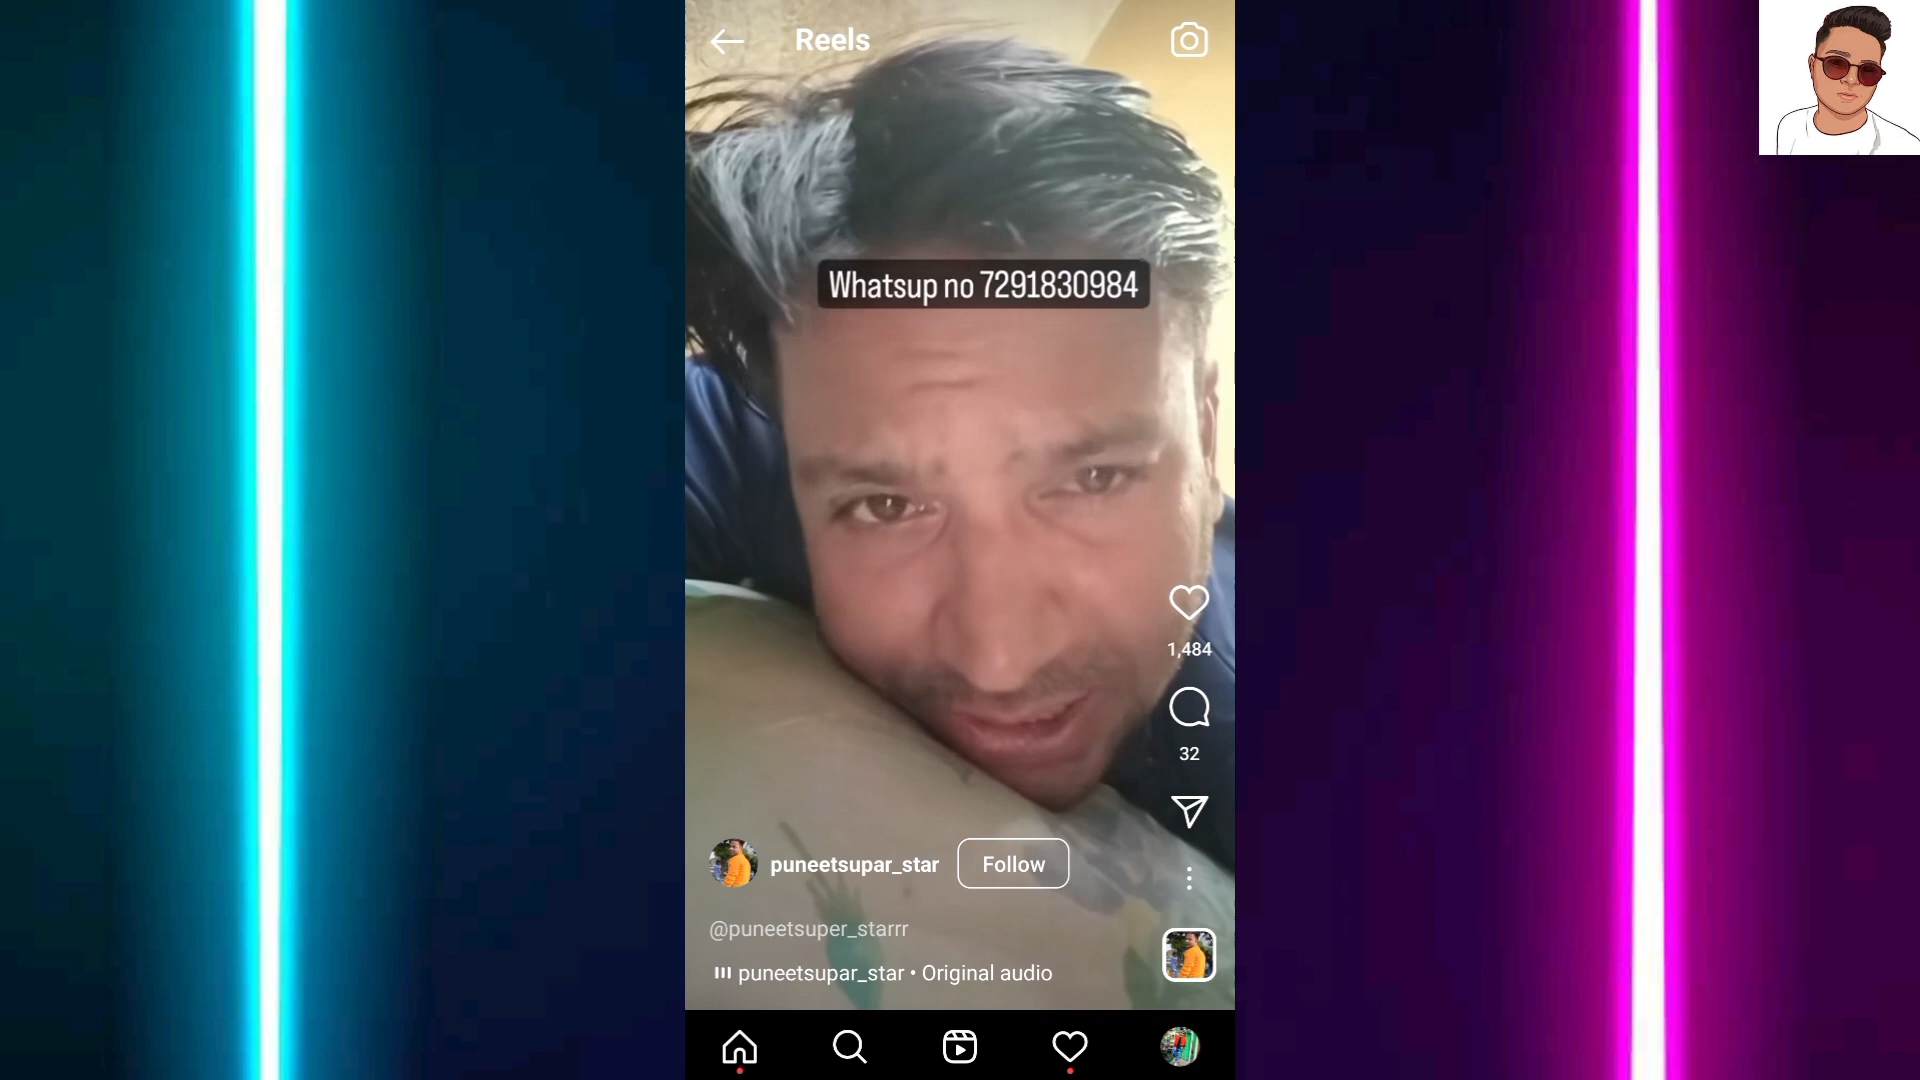 Reels
Whatsup no 7291830984
1,484
32
puneetsupar_star
Follow
@puneetsuper_starrr
puneetsupar_star • Original audio